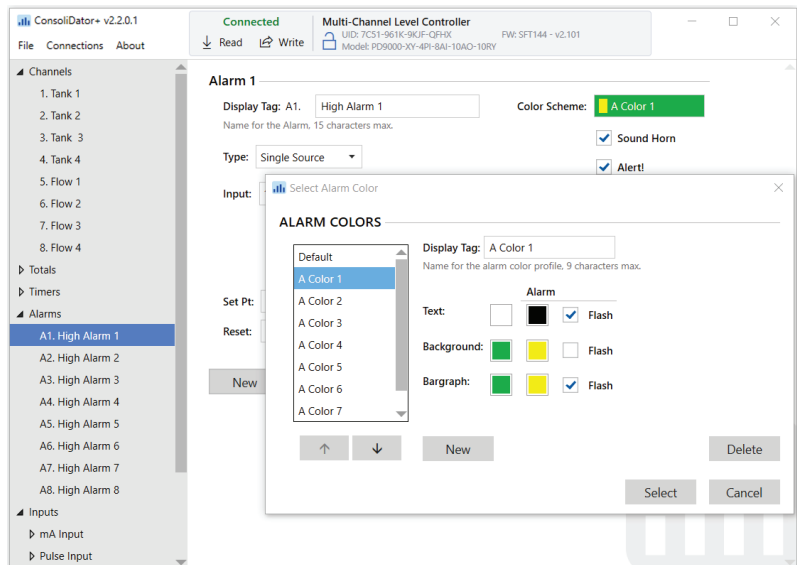 ConsoliDator+ v2.2.0.1
File Connections About
Connected
Read Write
Multi-Channel Level Controller
UID: 7C51-961K-9KJF-QFHX FW: SFT144 - v2.101
Model: PD9000-XY-4PI-8AI-10AO-10RY
Channels
1. Tank 1
2. Tank 2
3. Tank 3
4. Tank 4
5. Flow 1
6. Flow 2
7. Flow 3
8. Flow 4
Totals
Timers
Alarms
A1. High Alarm 1
A2. High Alarm 2
A3. High Alarm 3
A4. High Alarm 4
A5. High Alarm 5
A6. High Alarm 6
A7. High Alarm 7
A8. High Alarm 8
Inputs
mA Input
Pulse Input
Alarm 1
Display Tag: A1. High Alarm 1
Name for the Alarm, 15 characters max.
Color Scheme: A Color 1
Sound Horn
Alert!
Type: Single Source
Input:
Set Pt:
Reset:
New
Select Alarm Color
ALARM COLORS
Default
A Color 1
A Color 2
A Color 3
A Color 4
A Color 5
A Color 6
A Color 7
Display Tag: A Color 1
Name for the alarm color profile, 9 characters max.
Alarm
Text: Flash
Background: Flash
Bargraph: Flash
New
Delete
Select
Cancel